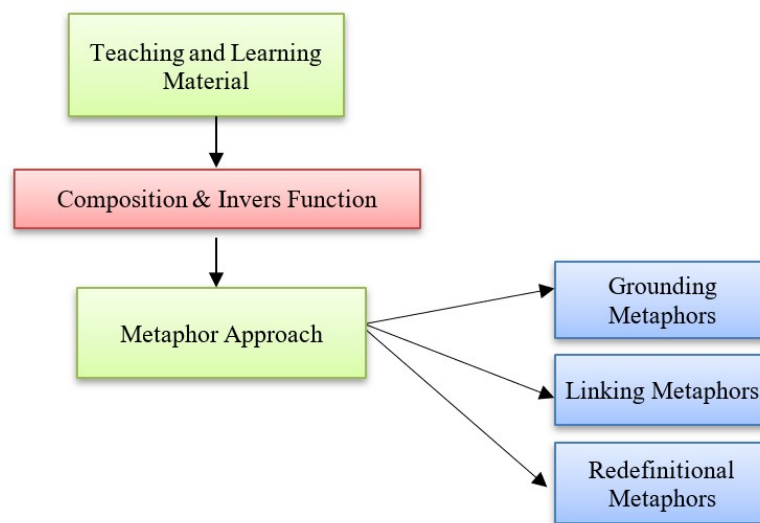 Teaching and Learning
Material
Composition & Invers Function
Metaphor Approach
Grounding
Metaphors
Linking Metaphors
Redefinitional
Metaphors